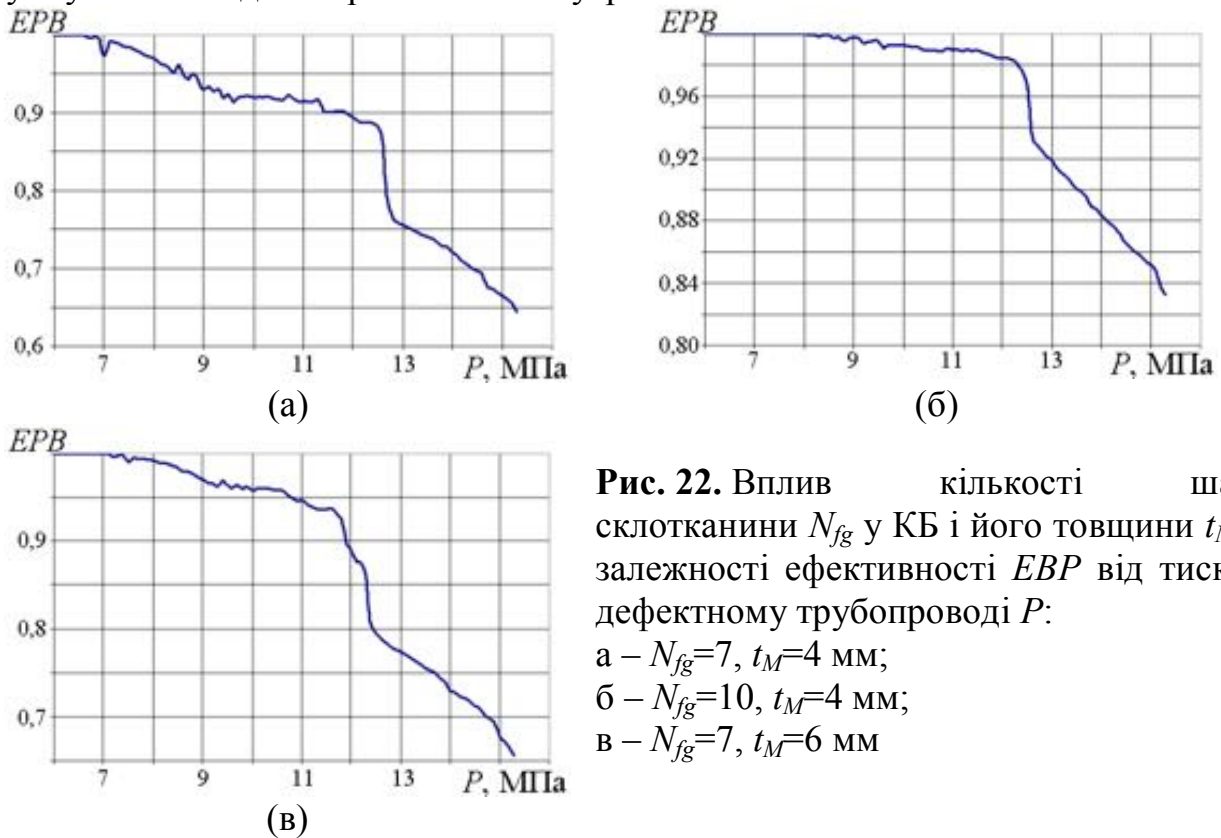 EPB
0,9
0,8
0,7
0,6
7 9 11 13 P, МПа
(а)
EPB
0,96
0,92
0,88
0,84
0,80
7 9 11 13 P, МПа
(б)
EPB
0,9
0,8
0,7
7 9 11 13 P, МПа
(в)
Рис. 22. Вплив кількості
склотканини Nfg у КБ і його товщини
залежності ефективності EBP від
дефектному трубопроводі P:
а – Nfg=7, tM=4 мм;
б – Nfg=10, tM=4 мм;
в – Nfg=7, tM=6 мм